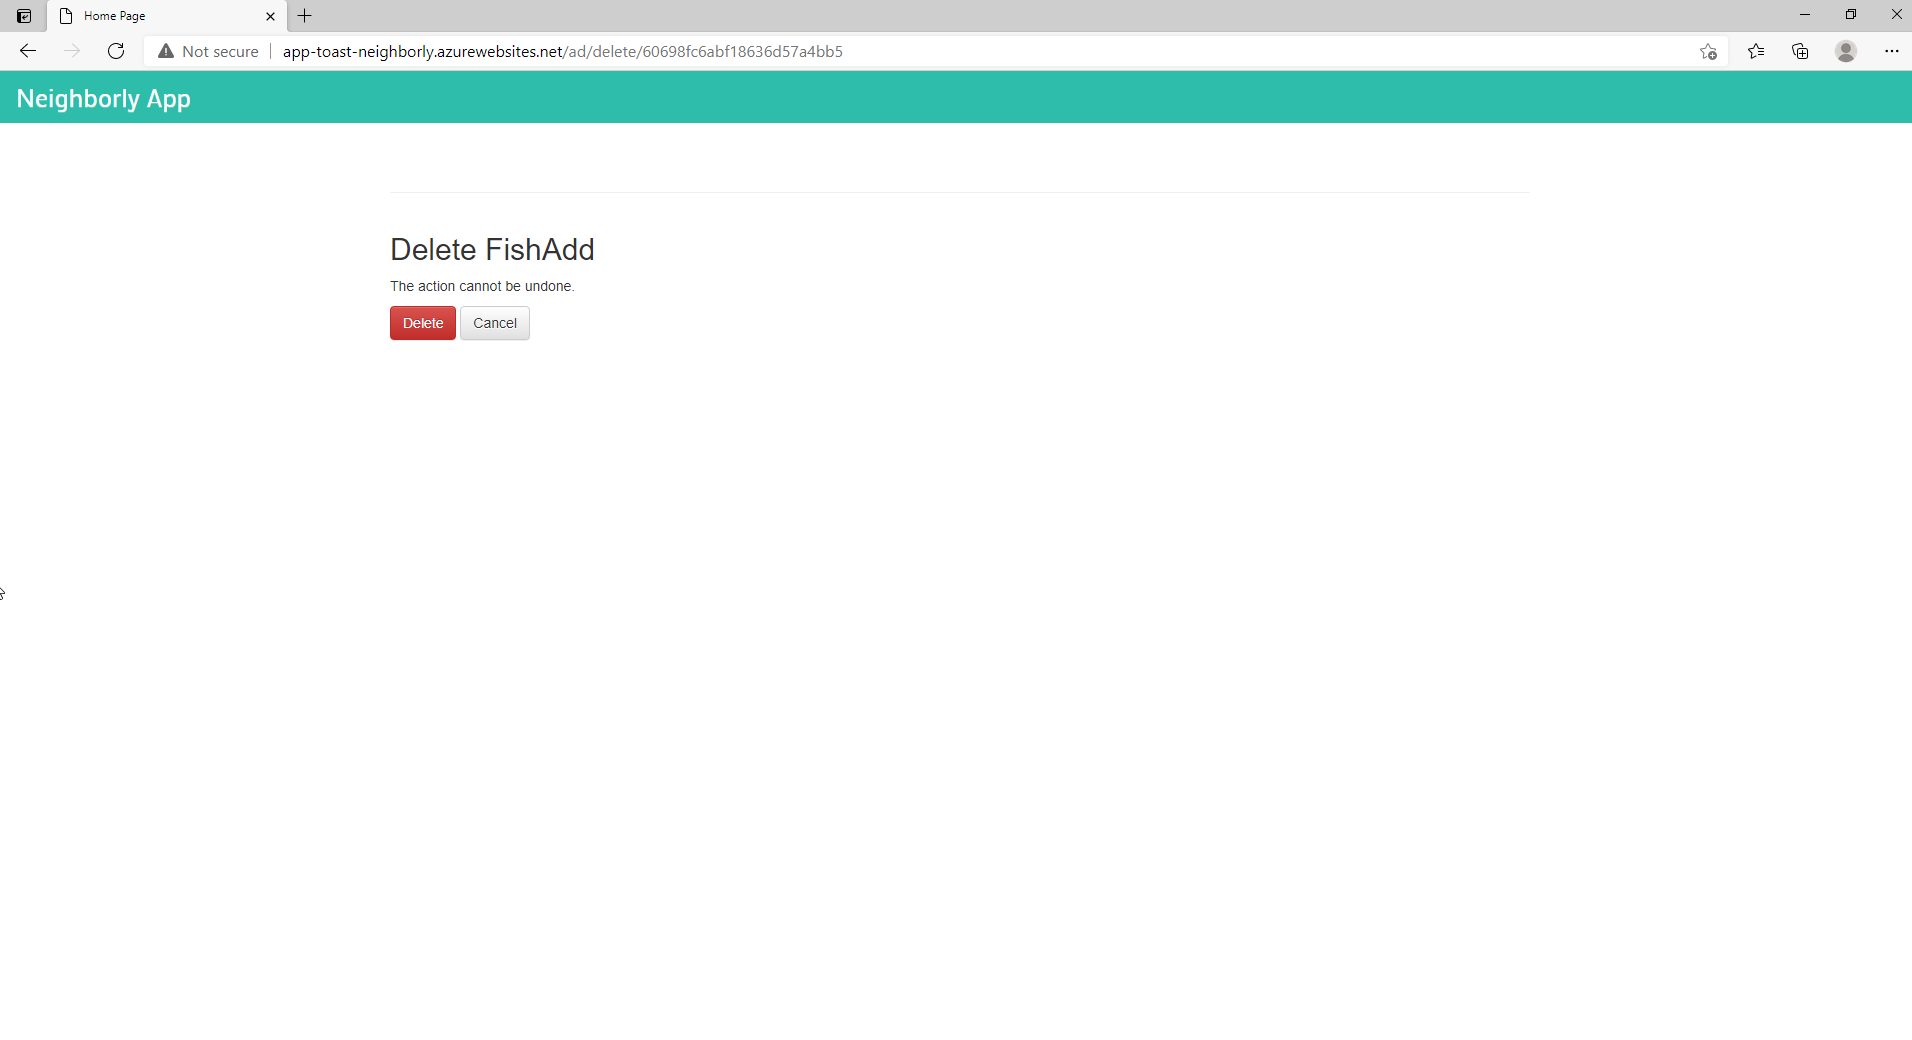 Home Page
Not secure | app-toast-neighborly.azurewebsites.net/ad/delete/60698fc6abf18636d57a4bb5
Neighborly App
Delete FishAdd
The action cannot be undone.
Delete Cancel